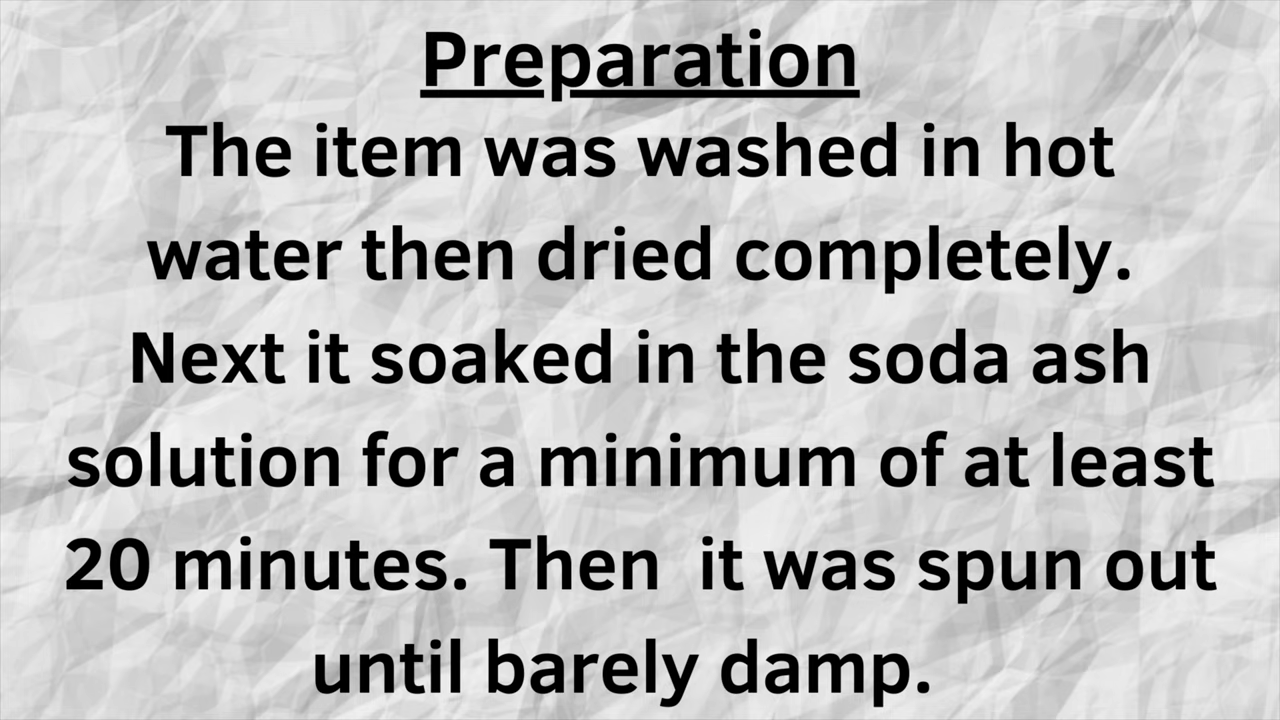 Preparation
The item was washed in hot
water then dried completely.
Next it soaked in the soda ash
solution for a minimum of at least
20 minutes. Then  it was spun out
until barely damp.